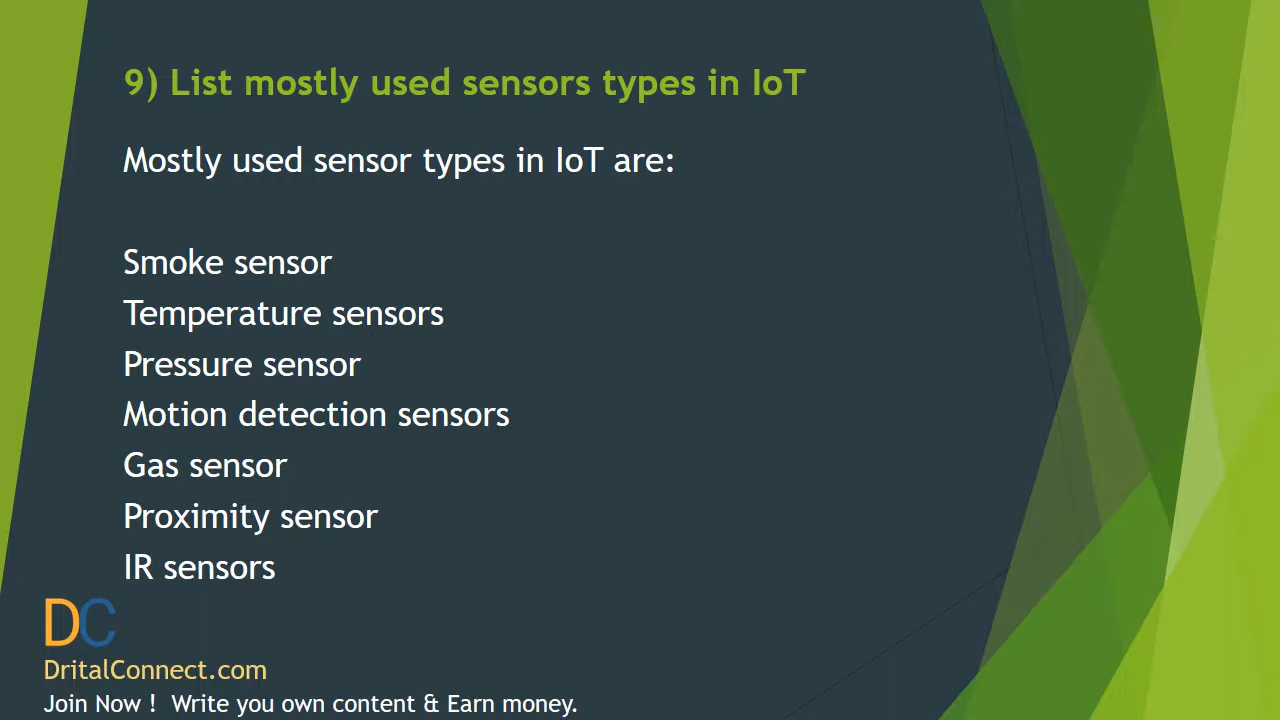 9) List mostly used sensors types in IoT
Mostly used sensor types in IoT are:
Smoke sensor
Temperature sensors
Pressure sensor
Motion detection sensors
Gas sensor
Proximity sensor
IR sensors
DC
DritalConnect.com
Join Now ! Write you own content & Earn money.